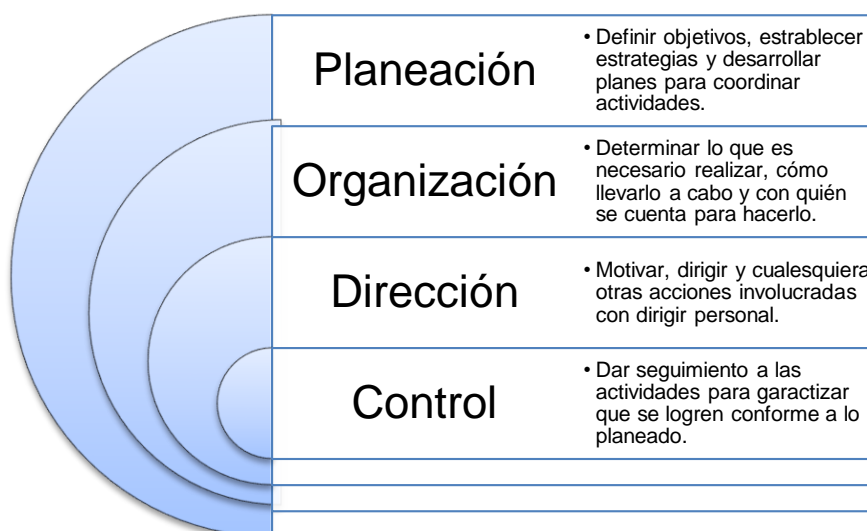 Planeación
• Definir objetivos, estrablecer
estrategias y desarrollar
planes para coordinar
actividades.
Organización
• Determinar lo que es
necesario realizar, cómo
llevarlo a cabo y con quién
se cuenta para hacerlo.
Dirección
• Motivar, dirigir y cualesquiera
otras acciones involucradas
con dirigir personal.
Control
• Dar seguimiento a las
actividades para garactizar
que se logren conforme a lo
planeado.